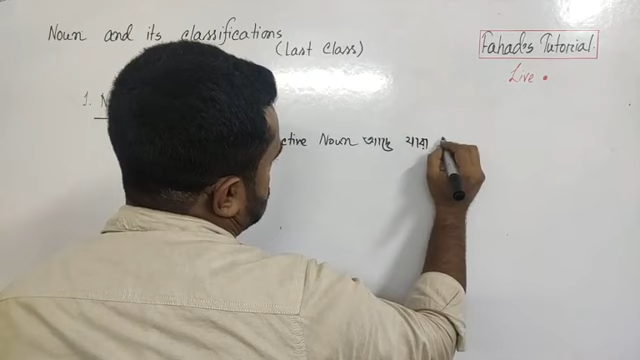 Noun and its classifications
(Last Class)
Fahad's Tutorial
Live
1. N
ctive Noun আছে যারা